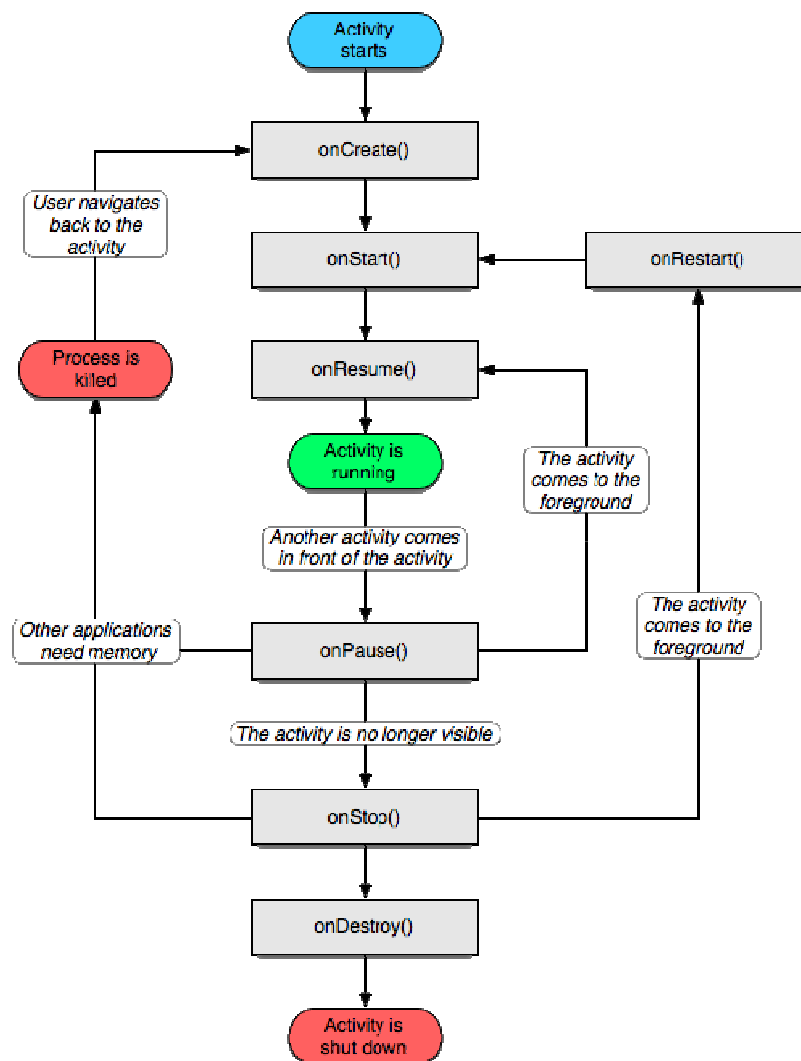 Activity
starts
onCreate()
User navigates
back to the
activity
onStart()
onRestart()
Process is
killed
onResume()
Activity is
running
The activity
comes to the
foreground
Another activity comes
in front of the activity
The activity
comes to the
foreground
Other applications
need memory
onPause()
The activity is no longer visible
onStop()
onDestroy()
Activity is
shut down